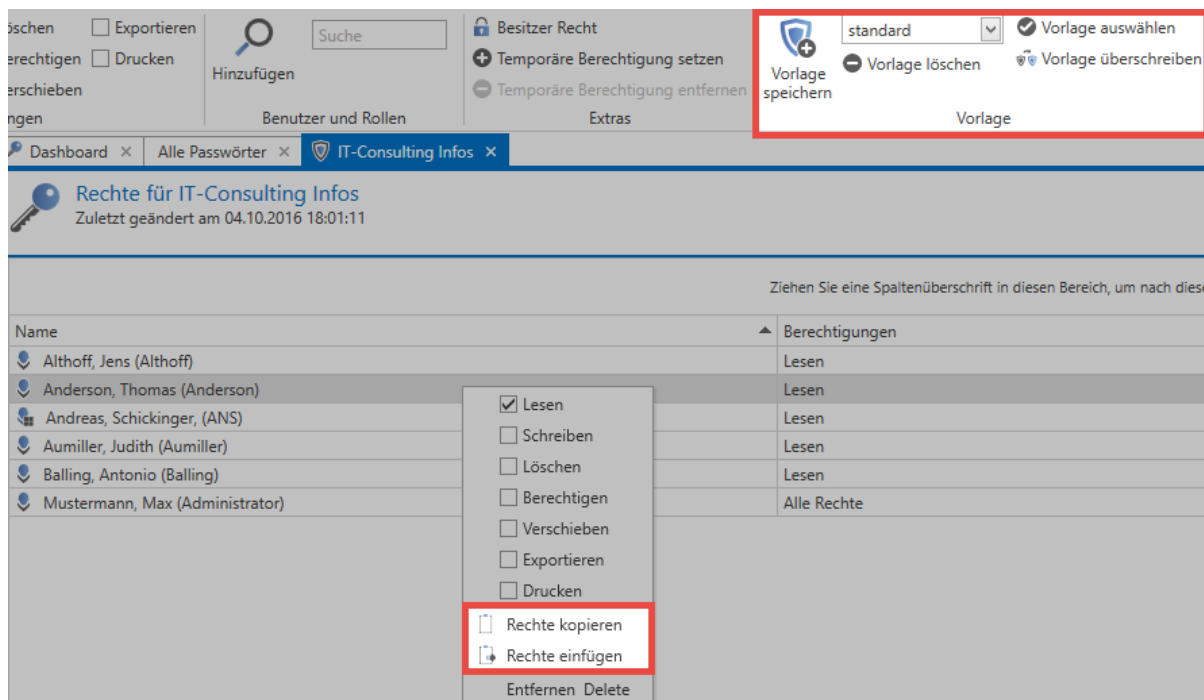 Exportieren
Drucken
Hinzufügen
Suche
Benutzer und Rollen
Besitzer Recht
Temporäre Berechtigung setzen
Temporäre Berechtigung entfernen
Extras
Vorlage
speichern
standard
Vorlage löschen
Vorlage auswählen
Vorlage überschreiben
Vorlage
Dashboard
Alle Passwörter
IT-Consulting Infos
Rechte für IT-Consulting Infos
Zuletzt geändert am 04.10.2016 18:01:11
Ziehen Sie eine Spaltenüberschrift in diesen Bereich, um nach
Name Berechtigungen
Althoff, Jens (Althoff) Lesen
Anderson, Thomas (Anderson) Lesen
Andreas, Schickinger, (ANS) Lesen
Aumiller, Judith (Aumiller) Lesen
Balling, Antonio (Balling) Lesen
Mustermann, Max (Administrator) Alle Rechte
Lesen
Schreiben
Löschen
Berechtigen
Verschieben
Exportieren
Drucken
Rechte kopieren
Rechte einfügen
Entfernen Delete